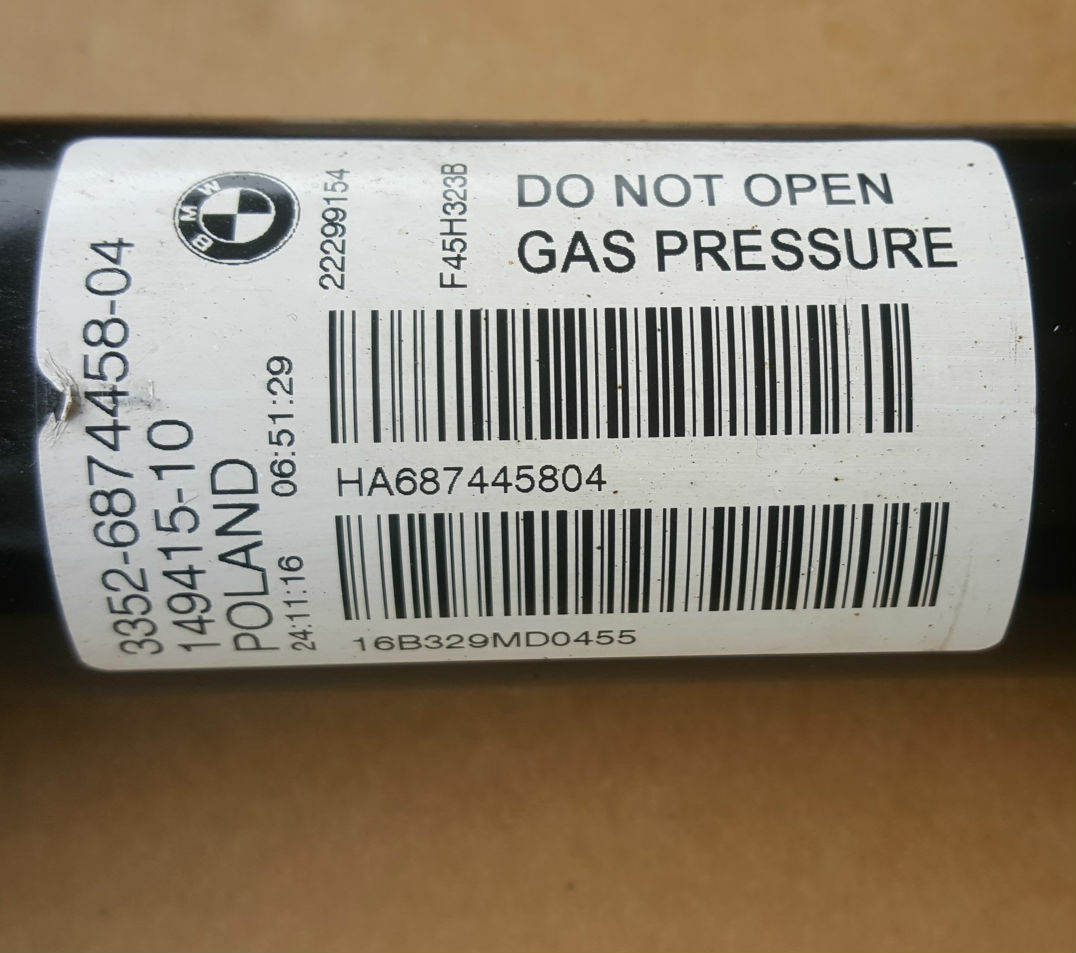 3352-6874458-04
149415-10
POLAND
24:11:16 06:51:29
BMW
22299154
F45H323B
DO NOT OPEN
GAS PRESSURE
HA687445804
16B329MD0455